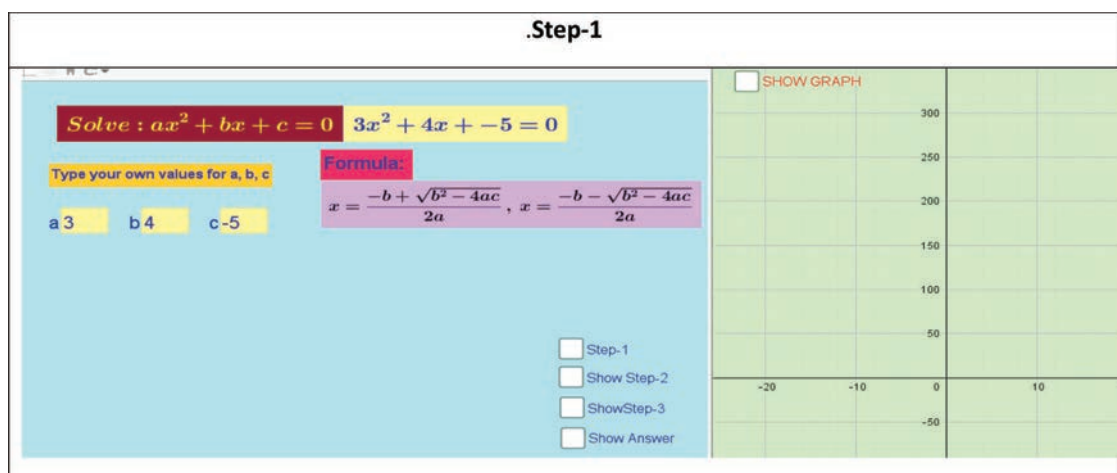 .Step-1
Solve : ax² + bx + c = 0 3x² + 4x + −5 = 0
Type your own values for a, b, c
Formula:
x = (−b + √(b² − 4ac))/2a , x = (−b − √(b² − 4ac))/2a
a 3 b 4 c -5
Step-1
Show Step-2
ShowStep-3
Show Answer
SHOW GRAPH
300
250
200
150
100
50
-20 -10 0 10
-50